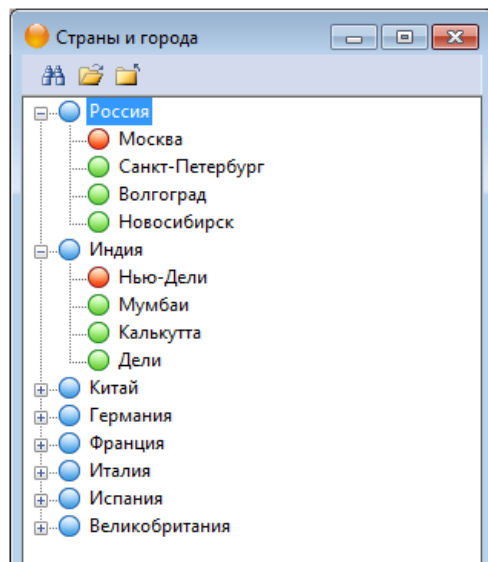 Страны и города
Россия
Москва
Санкт-Петербург
Волгоград
Новосибирск
Индия
Нью-Дели
Мумбаи
Калькутта
Дели
Китай
Германия
Франция
Италия
Испания
Великобритания